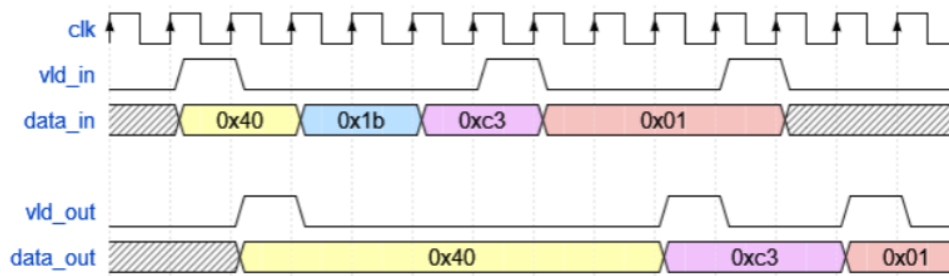 clk
vld_in
data_in 0x40 0x1b 0xc3 0x01
vld_out
data_out 0x40 0xc3 0x01